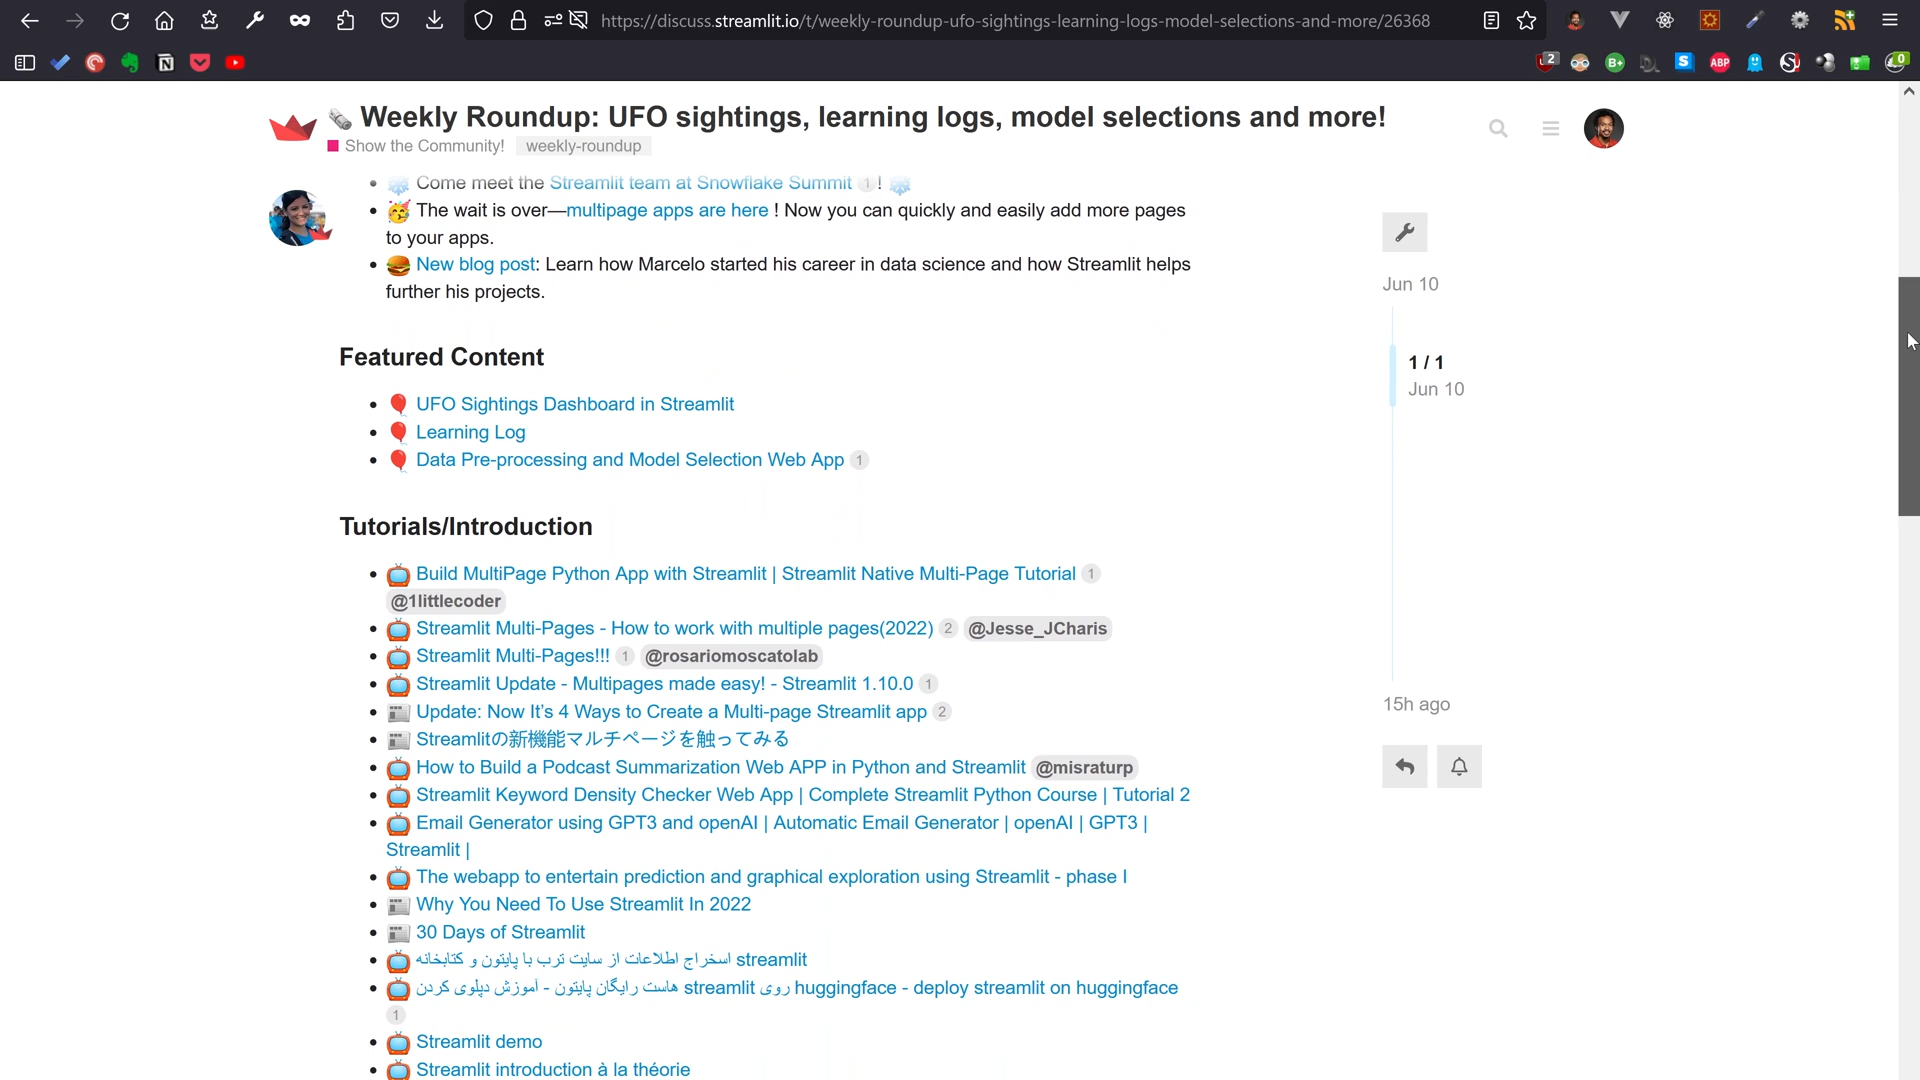 https://discuss.streamlit.io/t/weekly-roundup-ufo-sightings-learning-logs-model-selections-and-more/26368
2
B+
S
ABP
0
Weekly Roundup: UFO sightings, learning logs, model selections and more!
Show the Community! weekly-roundup
Come meet the Streamlit team at Snowflake Summit 1 !
The wait is over—multipage apps are here ! Now you can quickly and easily add more pages
to your apps.
New blog post: Learn how Marcelo started his career in data science and how Streamlit helps
further his projects.
Jun 10
1 / 1
Jun 10
Featured Content
UFO Sightings Dashboard in Streamlit
Learning Log
Data Pre-processing and Model Selection Web App 1
Tutorials/Introduction
Build MultiPage Python App with Streamlit | Streamlit Native Multi-Page Tutorial 1
@1littlecoder
Streamlit Multi-Pages - How to work with multiple pages(2022) 2 @Jesse_JCharis
Streamlit Multi-Pages!!! 1 @rosariomoscatolab
Streamlit Update - Multipages made easy! - Streamlit 1.10.0 1
Update: Now It's 4 Ways to Create a Multi-page Streamlit app 2
15h ago
Streamlitの新機能マルチページを触ってみる
How to Build a Podcast Summarization Web APP in Python and Streamlit @misraturp
Streamlit Keyword Density Checker Web App | Complete Streamlit Python Course | Tutorial 2
Email Generator using GPT3 and openAI | Automatic Email Generator | openAI | GPT3 |
Streamlit |
The webapp to entertain prediction and graphical exploration using Streamlit - phase I
Why You Need To Use Streamlit In 2022
30 Days of Streamlit
اسخراج اطلاعات از سایت ترب با پایتون و کتابخانه streamlit
هاست رایگان پایتون - آموزش دپلوی کردن streamlit روی huggingface - deploy streamlit on huggingface
1
Streamlit demo
Streamlit introduction à la théorie